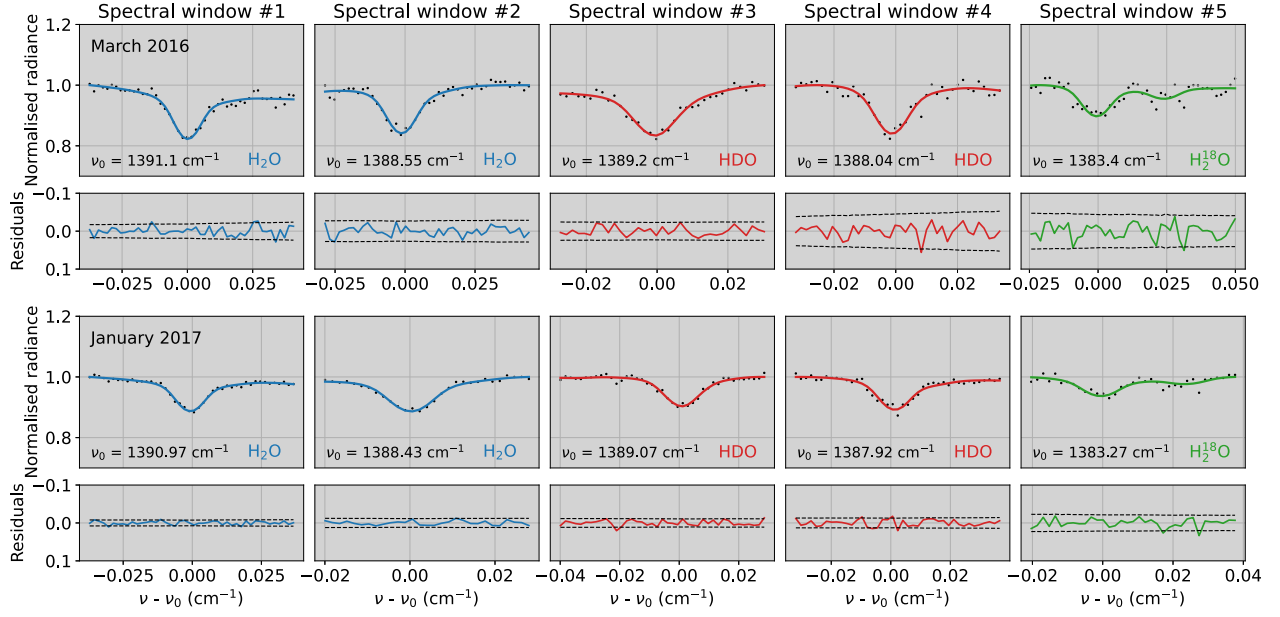 Spectral window #1 Spectral window #2 Spectral window #3 Spectral window #4 Spectral window #5
Normalised radiance
1.2
1.0
0.8
March 2016
ν₀ = 1391.1 cm⁻¹ H₂O
ν₀ = 1388.55 cm⁻¹ H₂O
ν₀ = 1389.2 cm⁻¹ HDO
ν₀ = 1388.04 cm⁻¹ HDO
ν₀ = 1383.4 cm⁻¹ H₂¹⁸O
Residuals
−0.1
0.0
0.1
−0.025 0.000 0.025
−0.025 0.000 0.025
−0.02 0.00 0.02
−0.02 0.00 0.02
−0.025 0.000 0.025 0.050
Normalised radiance
1.2
1.0
0.8
January 2017
ν₀ = 1390.97 cm⁻¹ H₂O
ν₀ = 1388.43 cm⁻¹ H₂O
ν₀ = 1389.07 cm⁻¹ HDO
ν₀ = 1387.92 cm⁻¹ HDO
ν₀ = 1383.27 cm⁻¹ H₂¹⁸O
Residuals
−0.1
0.0
0.1
−0.025 0.000 0.025
−0.02 0.00 0.02
−0.04 −0.02 0.00 0.02
−0.02 0.00 0.02 0.04
−0.02 0.00 0.02 0.04
ν - ν₀ (cm⁻¹) ν - ν₀ (cm⁻¹) ν - ν₀ (cm⁻¹) ν - ν₀ (cm⁻¹) ν - ν₀ (cm⁻¹)